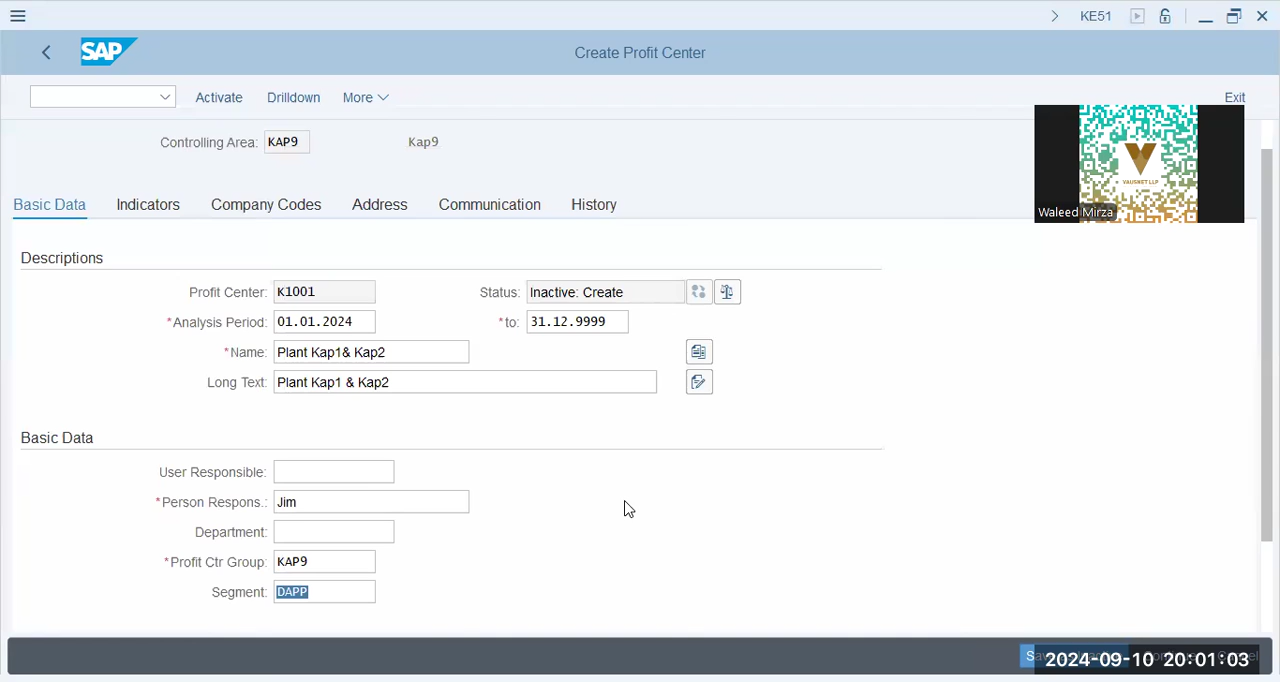 KE51
SAP
Create Profit Center
Activate
Drilldown
More
Exit
Controlling Area:
KAP9
Kap9
VAUSNET LLP
Waleed Mirza
Basic Data
Indicators
Company Codes
Address
Communication
History
Descriptions
Profit Center:
K1001
Status:
Inactive: Create
*Analysis Period:
01.01.2024
*to:
31.12.9999
*Name:
Plant Kap1& Kap2
Long Text:
Plant Kap1 & Kap2
Basic Data
User Responsible:
*Person Respons.:
Jim
Department:
*Profit Ctr Group:
KAP9
Segment:
DAPP
2024-09-10 20:01:03